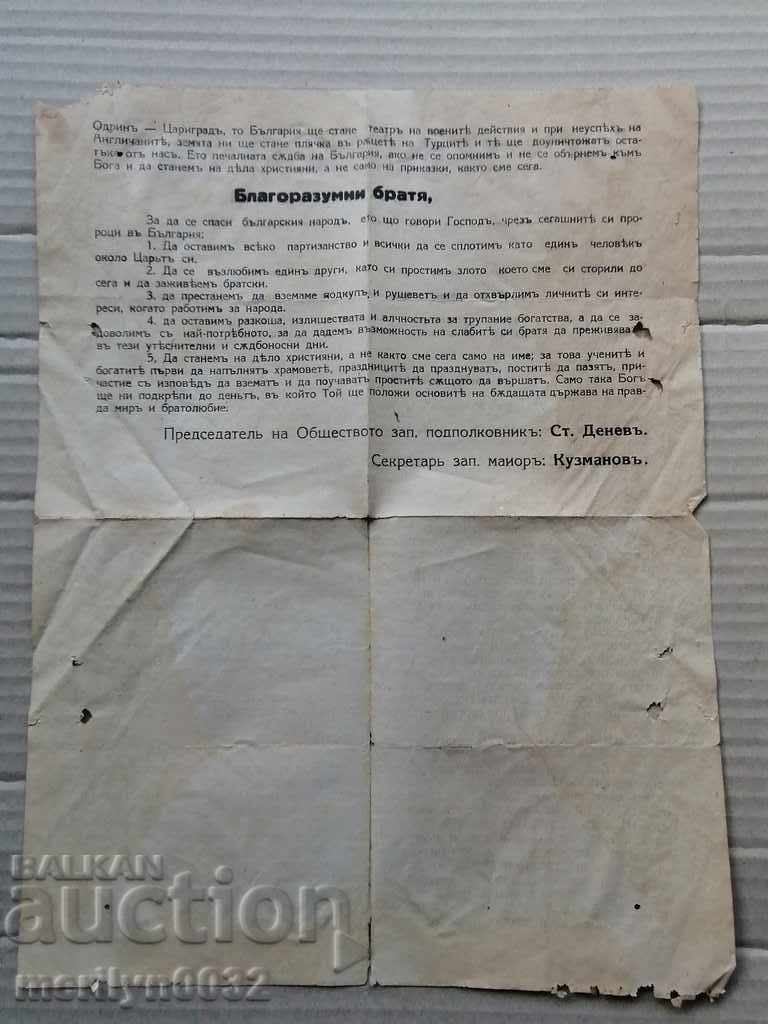 Одринъ — Цариградъ, то България ще стане театръ на военитѣ действия и при неуспѣхъ на
Англичанитѣ, земята ни ще стане плячка въ рѫцетѣ на Турцитѣ и тѣ ще доуничтожатъ оста-
тъка отъ насъ. Ето печалната сѫдба на България, ако не се опомнимъ и не се обърнемъ къмъ
Бога и да станемъ на дѣла християни, а не само на приказки, както сме сега.
Благоразумни братя,
За да се спаси българския народъ, ето що говори Господъ, чрезъ сегашнитѣ си про-
роци въ България:
1. Да оставимъ всѣко партизанство и всички да се сплотимъ като единъ човекъ
около Царьтъ си.
2. Да се възлюбимъ единъ други, като си простимъ злото което сме си сторили до
сега и да заживѣемъ братски.
3. да престанемъ да вземаме подкупъ и рушеветъ и да отхвърлимъ личнитѣ си инте-
реси, когато работимъ за народа.
4. да оставимъ разкоша, излишествата и алчностьта за трупание богатства, а да се за-
доволимъ съ най-потрѣбното, за да дадемъ възможность на слабитѣ си братя да преживява
въ тези утѣснителни и сѫдбоносни дни.
5, Да станемъ на дѣло християни, а не както сме сега само на име; за това ученитѣ и
богатитѣ първи да напълнятъ храмоветѣ, праздницитѣ да празднуватъ, поститѣ да пазятъ, при-
частие съ изповѣдъ да взематъ и да поучаватъ проститѣ сѫщото да вършатъ. Само така Богъ
ще ни подкрѣпи до деньтъ, въ който Той ще положи основитѣ на бѫдащата държава на прав-
да миръ и братолюбие.
Председатель на Обществото зап. подполковникъ: Ст. Деневъ.
Секретарь зап. маиоръ: Кузмановъ.
BALKAN
auction
merilyn0032